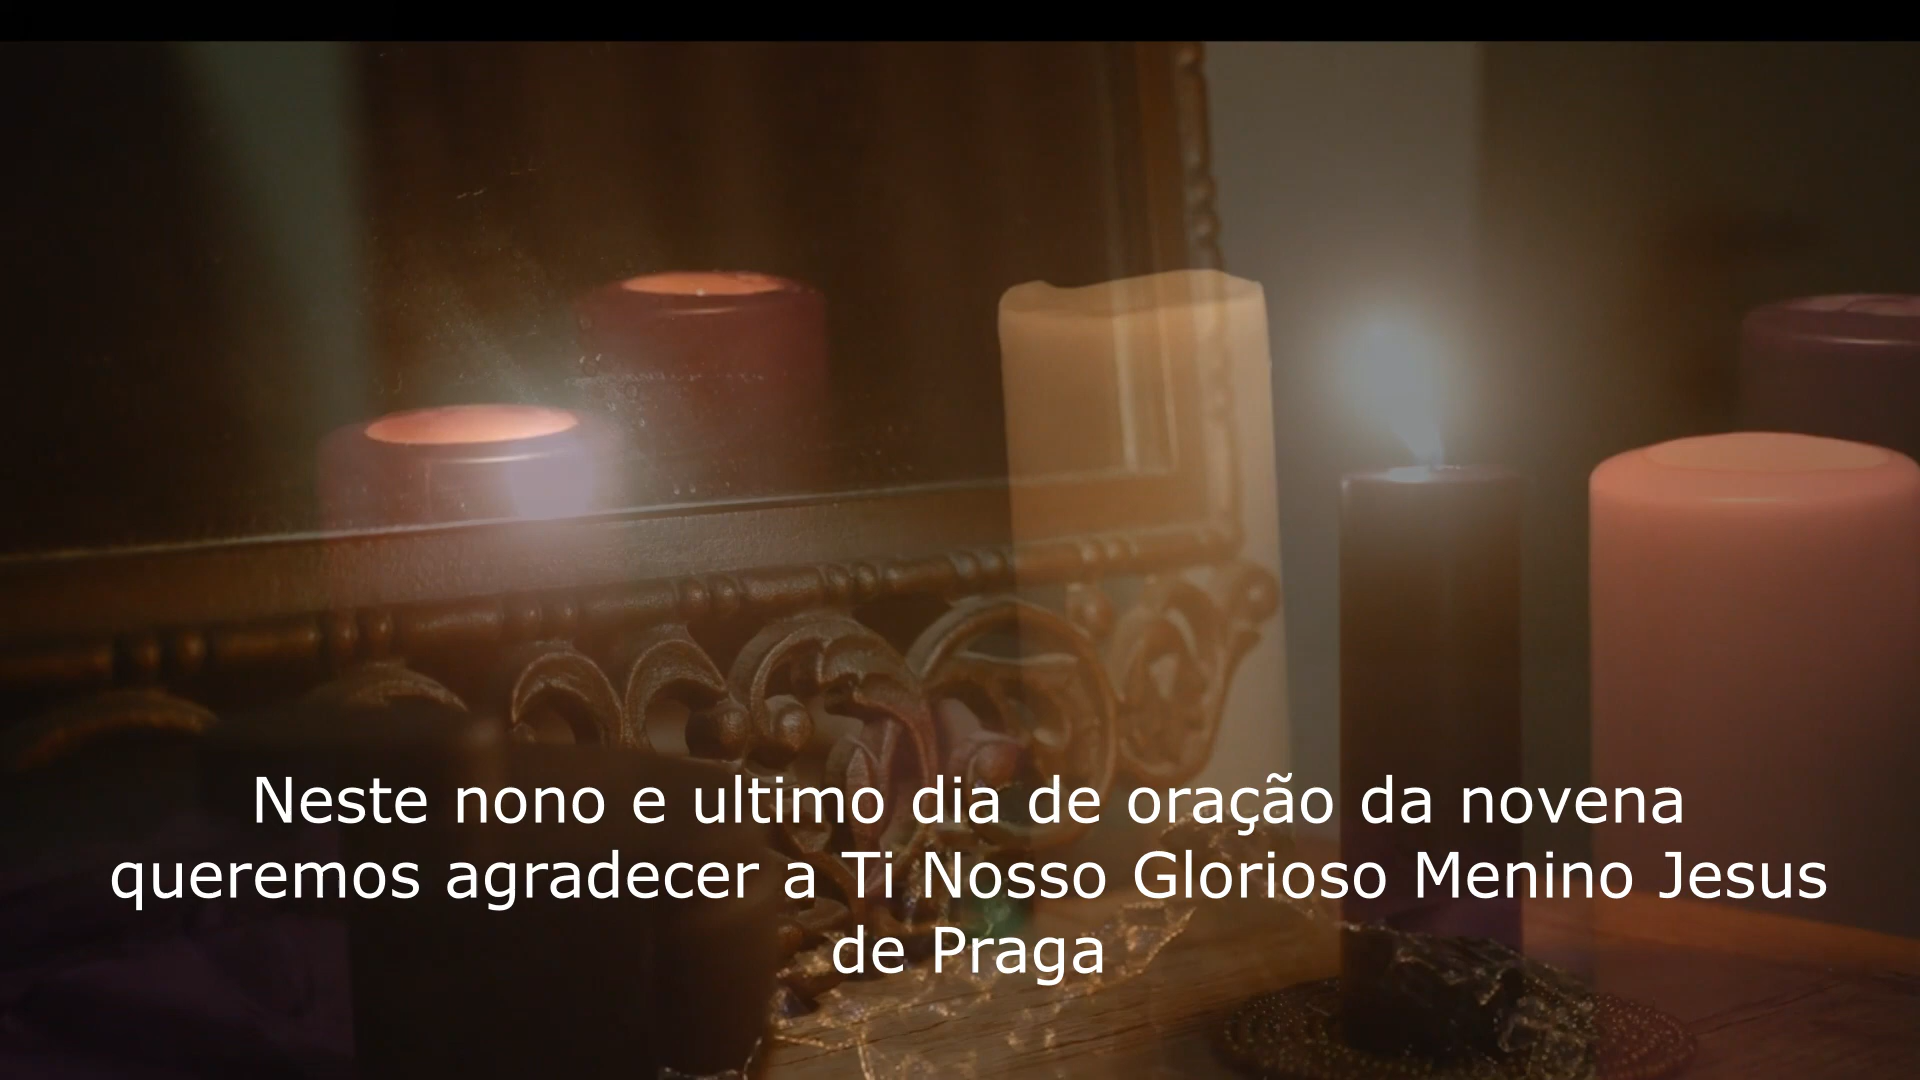 Neste nono e ultimo dia de oração da novena
queremos agradecer a Ti Nosso Glorioso Menino Jesus
de Praga